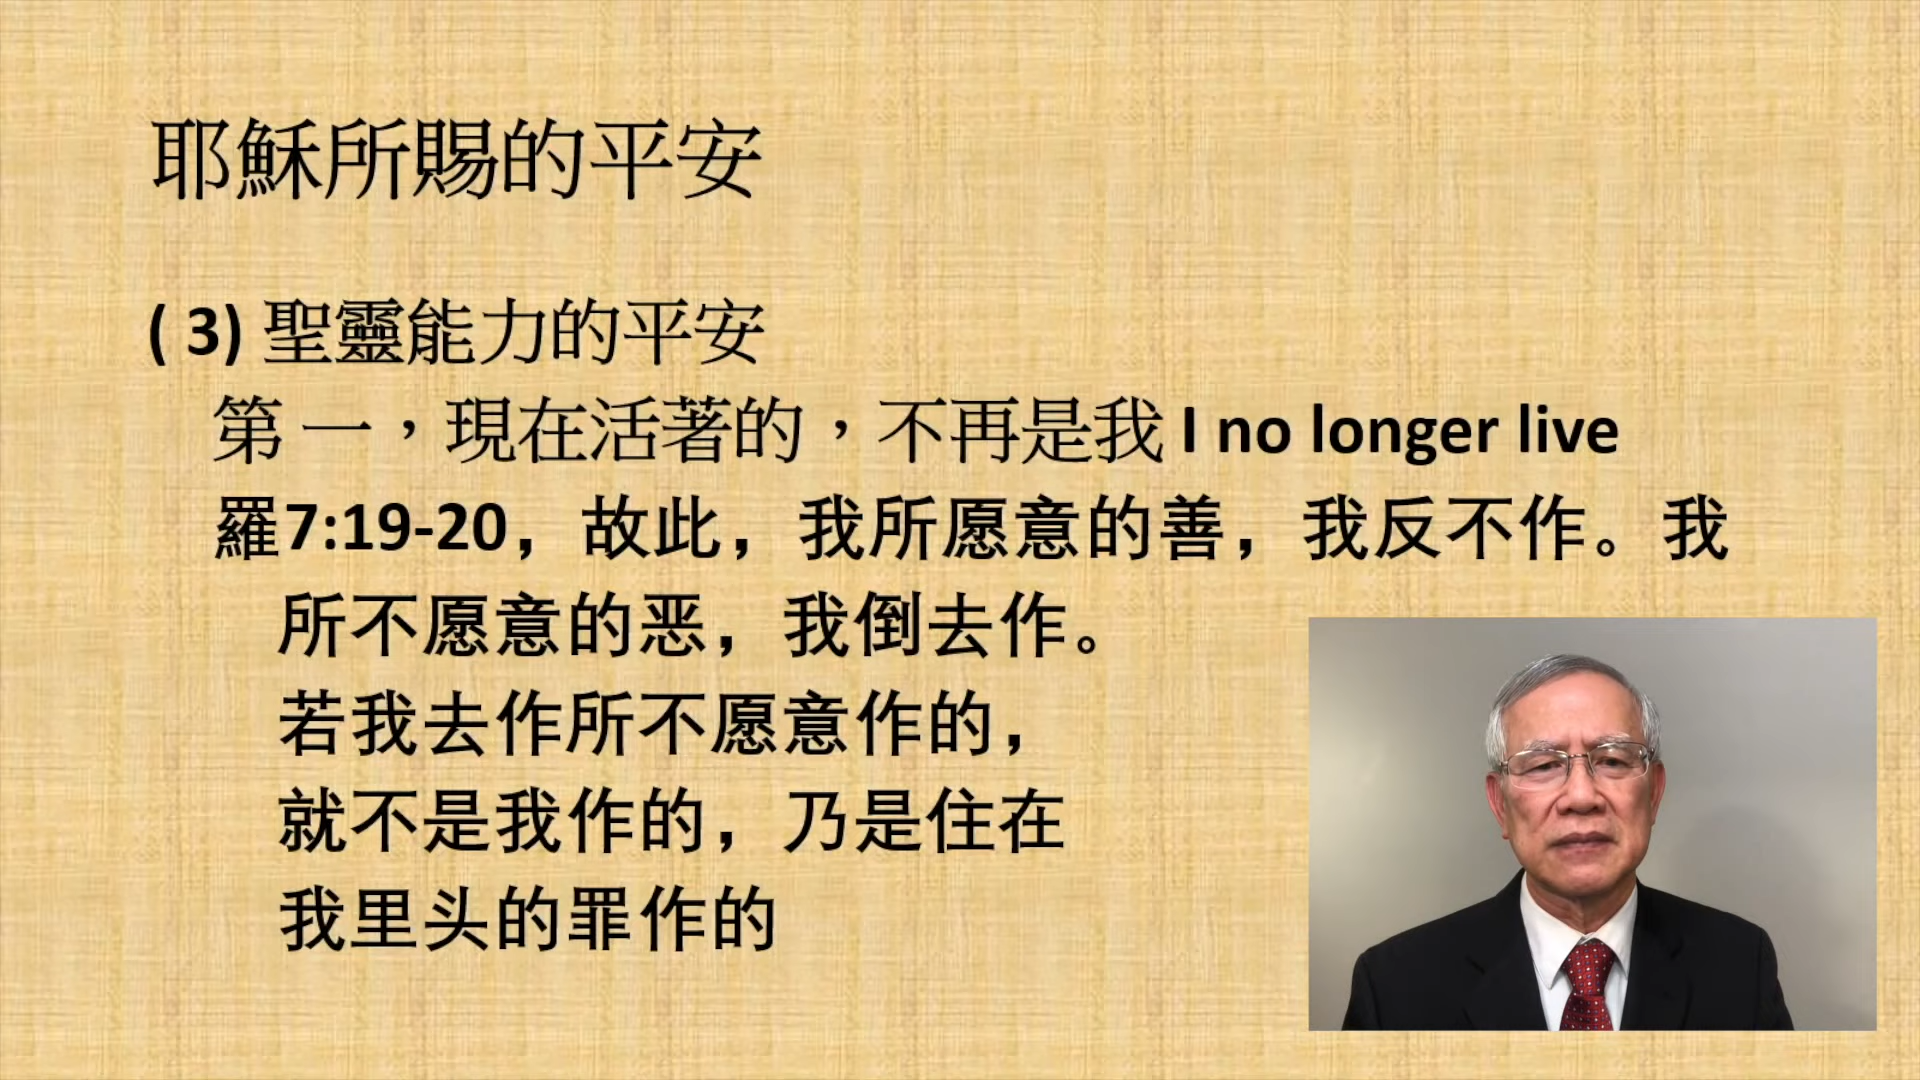 耶穌所賜的平安
( 3) 聖靈能力的平安
第 一，現在活著的，不再是我 I no longer live
羅7:19-20，故此，我所愿意的善，我反不作。我
所不愿意的恶，我倒去作。
若我去作所不愿意作的，
就不是我作的，乃是住在
我里头的罪作的